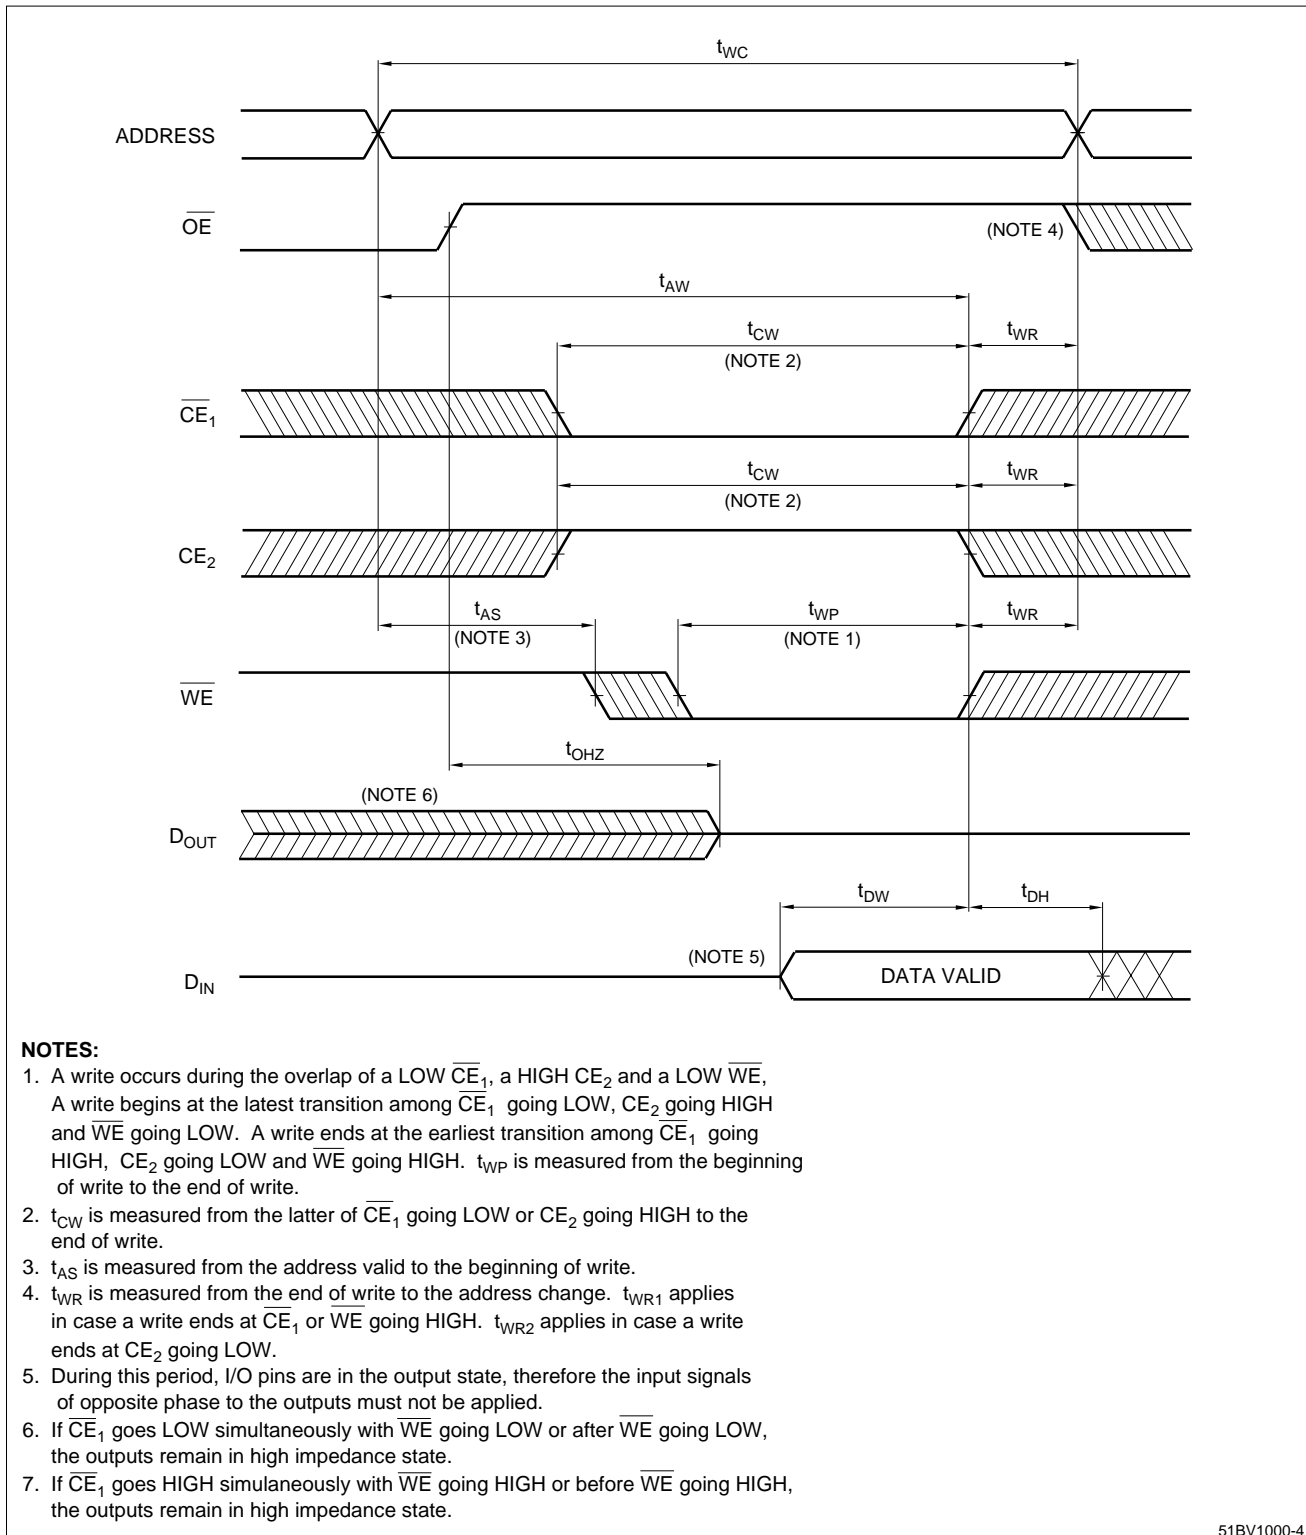 tWC
ADDRESS
OE
(NOTE 4)
tAW
tCW
tWR
(NOTE 2)
CE1
tCW
tWR
(NOTE 2)
CE2
tAS
tWP
tWR
(NOTE 3)
(NOTE 1)
WE
tOHZ
(NOTE 6)
DOUT
tDW
tDH
(NOTE 5)
DIN
DATA VALID
NOTES:
1. A write occurs during the overlap of a LOW CE1, a HIGH CE2 and a LOW WE,
A write begins at the latest transition among CE1 going LOW, CE2 going HIGH
and WE going LOW. A write ends at the earliest transition among CE1 going
HIGH, CE2 going LOW and WE going HIGH. tWP is measured from the beginning
of write to the end of write.
2. tCW is measured from the latter of CE1 going LOW or CE2 going HIGH to the
end of write.
3. tAS is measured from the address valid to the beginning of write.
4. tWR is measured from the end of write to the address change. tWR1 applies
in case a write ends at CE1 or WE going HIGH. tWR2 applies in case a write
ends at CE2 going LOW.
5. During this period, I/O pins are in the output state, therefore the input signals
of opposite phase to the outputs must not be applied.
6. If CE1 goes LOW simultaneously with WE going LOW or after WE going LOW,
the outputs remain in high impedance state.
7. If CE1 goes HIGH simultaneously with WE going HIGH or before WE going HIGH,
the outputs remain in high impedance state.
51BV1000-4